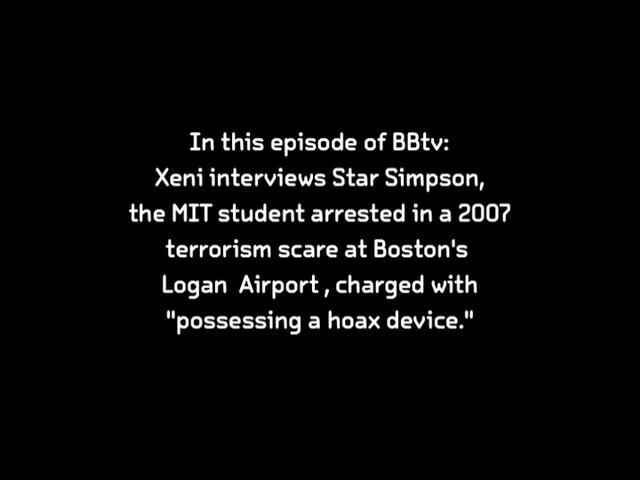 In this episode of BBtv:
Xeni interviews Star Simpson,
the MIT student arrested in a 2007
terrorism scare at Boston's
Logan Airport , charged with
"possessing a hoax device."